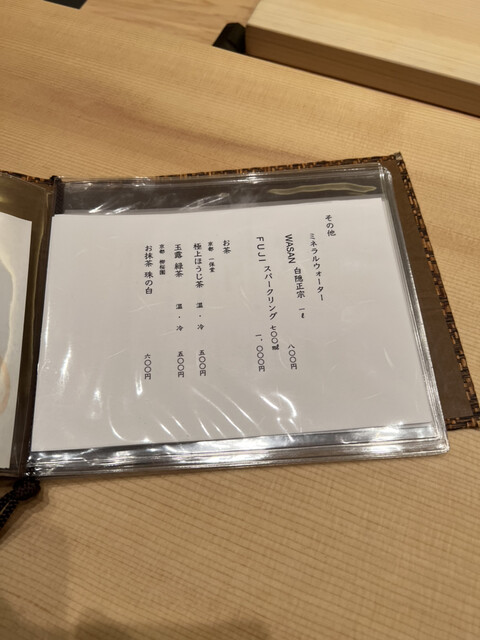 その他
ミネラルウォーター
WASAN 白隠正宗 一ℓ 八〇〇円
FUJI スパークリング 七〇〇㎖ 一、〇〇〇円
お茶
京都 一保堂
極上ほうじ茶 温・冷 五〇〇円
玉露 緑茶 温・冷 五〇〇円
京都 柳桜園
お抹茶 珠の白 六〇〇円